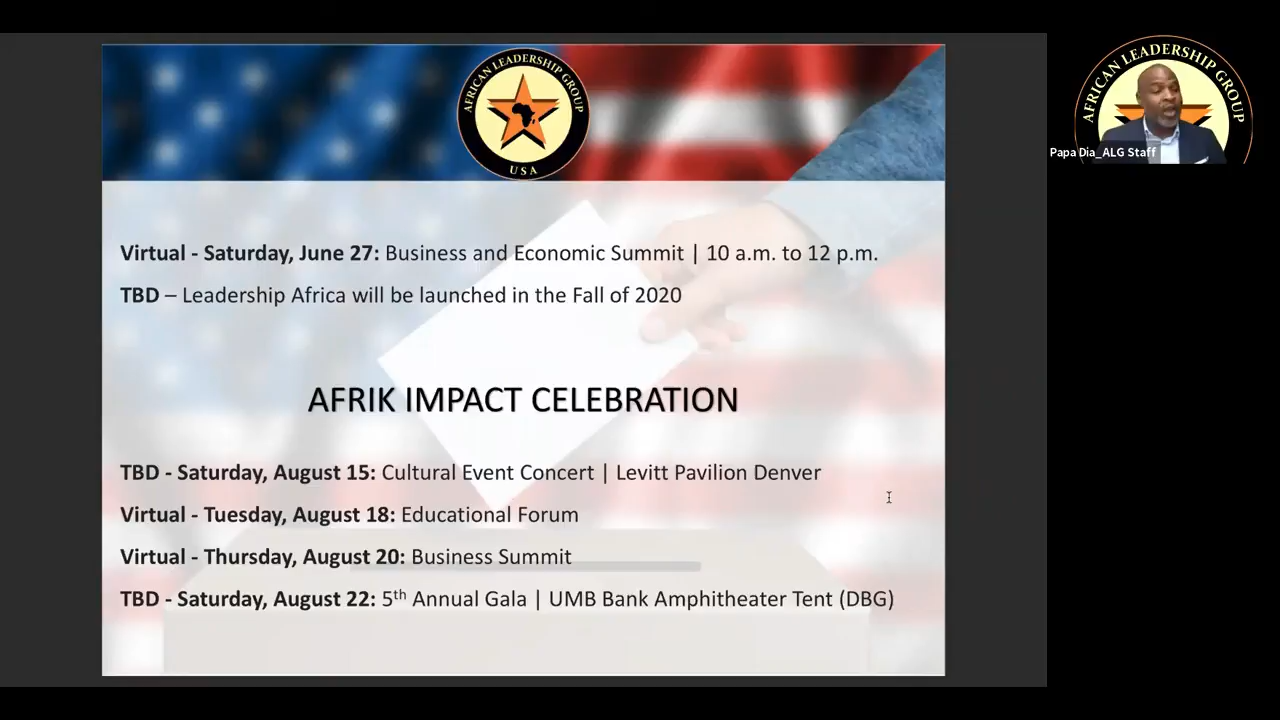 AFRICAN LEADERSHIP GROUP
USA
Virtual - Saturday, June 27: Business and Economic Summit | 10 a.m. to 12 p.m.
TBD – Leadership Africa will be launched in the Fall of 2020
AFRIK IMPACT CELEBRATION
TBD - Saturday, August 15: Cultural Event Concert | Levitt Pavilion Denver
Virtual - Tuesday, August 18: Educational Forum
Virtual - Thursday, August 20: Business Summit
TBD - Saturday, August 22: 5th Annual Gala | UMB Bank Amphitheater Tent (DBG)
AFRICAN LEADERSHIP GROUP
Papa Dia_ALG Staff